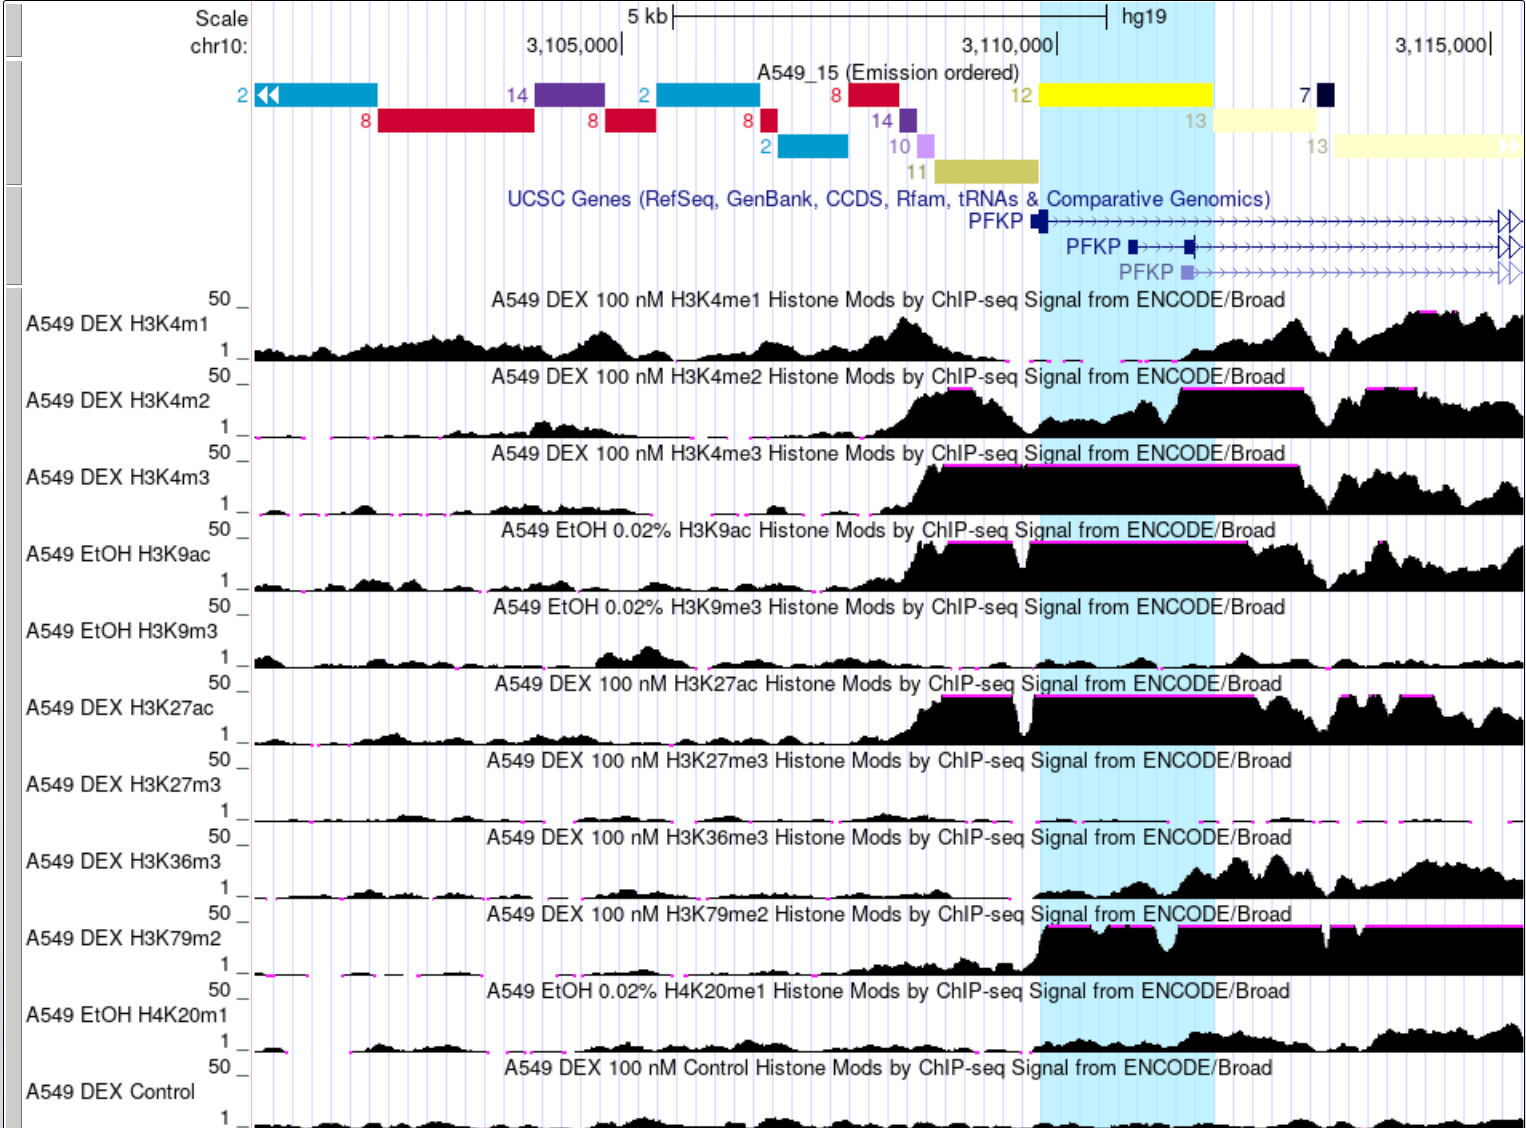 Scale 5 kb hg19
chr10: 3,105,000 3,110,000 3,115,000
A549_15 (Emission ordered)
2 14 2 8 12 7
8 8 8 14 13
2 10 13
11
UCSC Genes (RefSeq, GenBank, CCDS, Rfam, tRNAs & Comparative Genomics)
PFKP
PFKP
PFKP
50 A549 DEX 100 nM H3K4me1 Histone Mods by ChIP-seq Signal from ENCODE/Broad
A549 DEX H3K4m1
1
50 A549 DEX 100 nM H3K4me2 Histone Mods by ChIP-seq Signal from ENCODE/Broad
A549 DEX H3K4m2
1
50 A549 DEX 100 nM H3K4me3 Histone Mods by ChIP-seq Signal from ENCODE/Broad
A549 DEX H3K4m3
1
50 A549 EtOH 0.02% H3K9ac Histone Mods by ChIP-seq Signal from ENCODE/Broad
A549 EtOH H3K9ac
1
50 A549 EtOH 0.02% H3K9me3 Histone Mods by ChIP-seq Signal from ENCODE/Broad
A549 EtOH H3K9m3
1
50 A549 DEX 100 nM H3K27ac Histone Mods by ChIP-seq Signal from ENCODE/Broad
A549 DEX H3K27ac
1
50 A549 DEX 100 nM H3K27me3 Histone Mods by ChIP-seq Signal from ENCODE/Broad
A549 DEX H3K27m3
1
50 A549 DEX 100 nM H3K36me3 Histone Mods by ChIP-seq Signal from ENCODE/Broad
A549 DEX H3K36m3
1
50 A549 DEX 100 nM H3K79me2 Histone Mods by ChIP-seq Signal from ENCODE/Broad
A549 DEX H3K79m2
1
50 A549 EtOH 0.02% H4K20me1 Histone Mods by ChIP-seq Signal from ENCODE/Broad
A549 EtOH H4K20m1
1
50 A549 DEX 100 nM Control Histone Mods by ChIP-seq Signal from ENCODE/Broad
A549 DEX Control
1